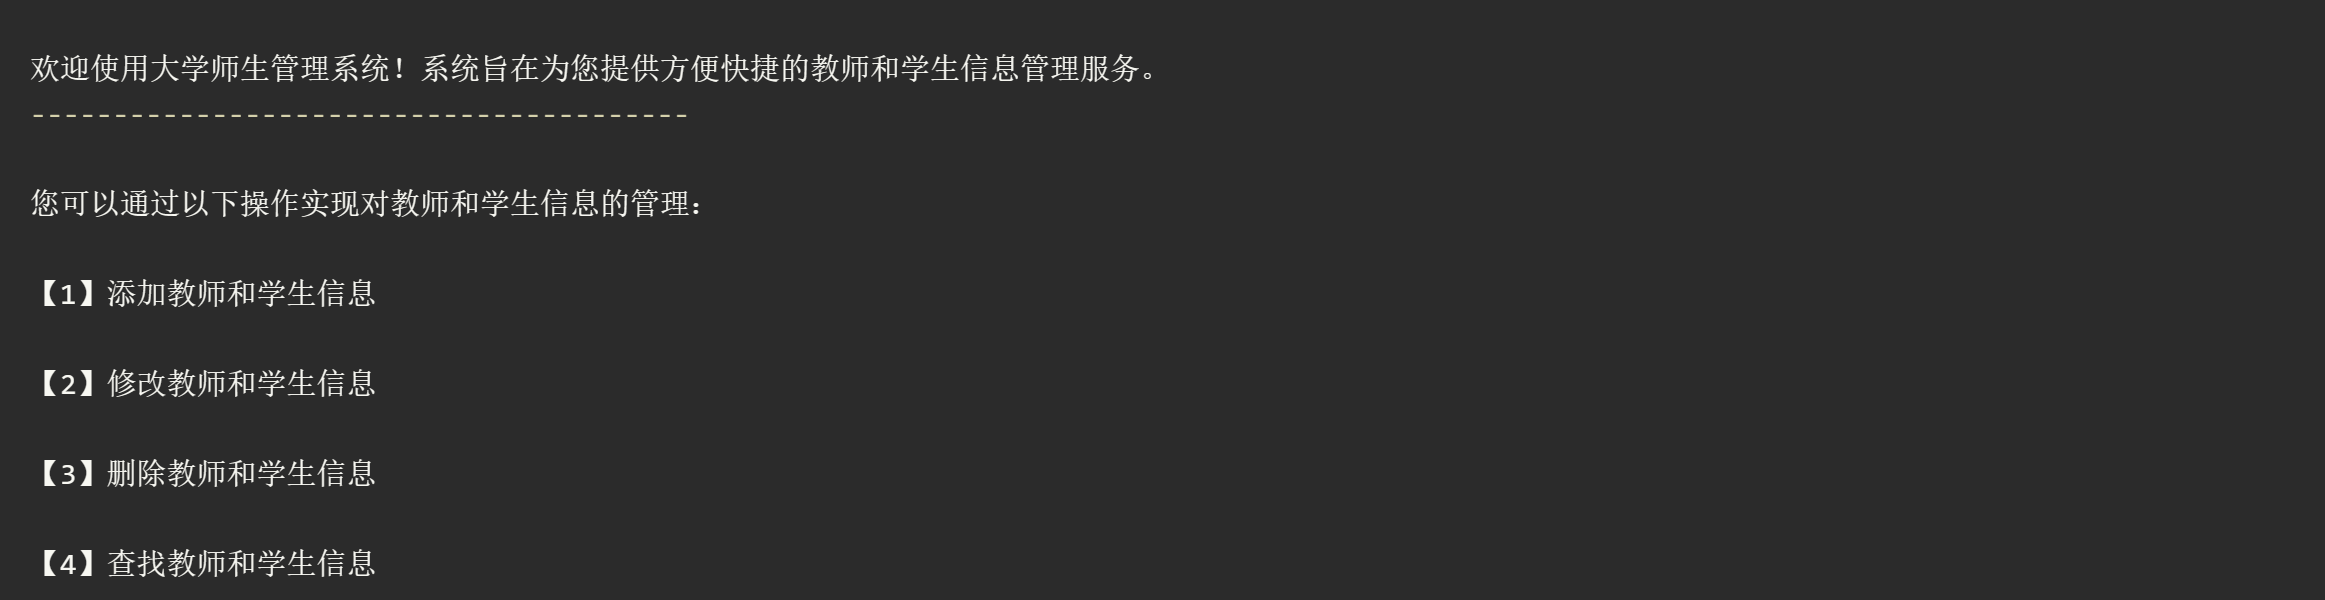 欢迎使用大学师生管理系统！系统旨在为您提供方便快捷的教师和学生信息管理服务。
----------------------------------------
您可以通过以下操作实现对教师和学生信息的管理：
【1】添加教师和学生信息
【2】修改教师和学生信息
【3】删除教师和学生信息
【4】查找教师和学生信息